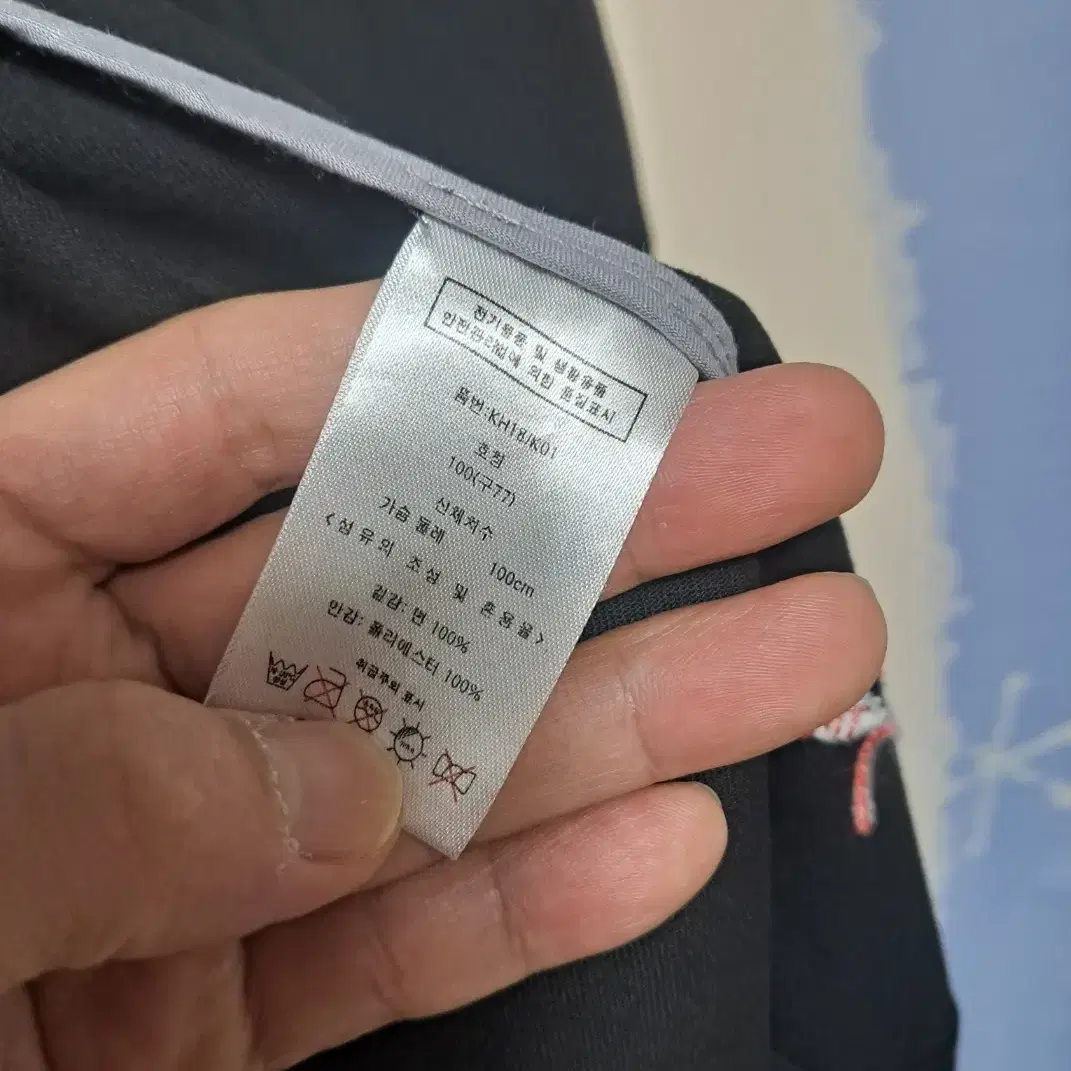 전기용품 및 생활용품
안전관리법에 의한 품질표시
품번:KH18JK01
호칭
100(구77)
신체치수
가슴 둘레 100cm
<섬유의 조성 및 혼용율>
겉감: 면 100%
안감: 폴리에스터 100%
취급주의 표시